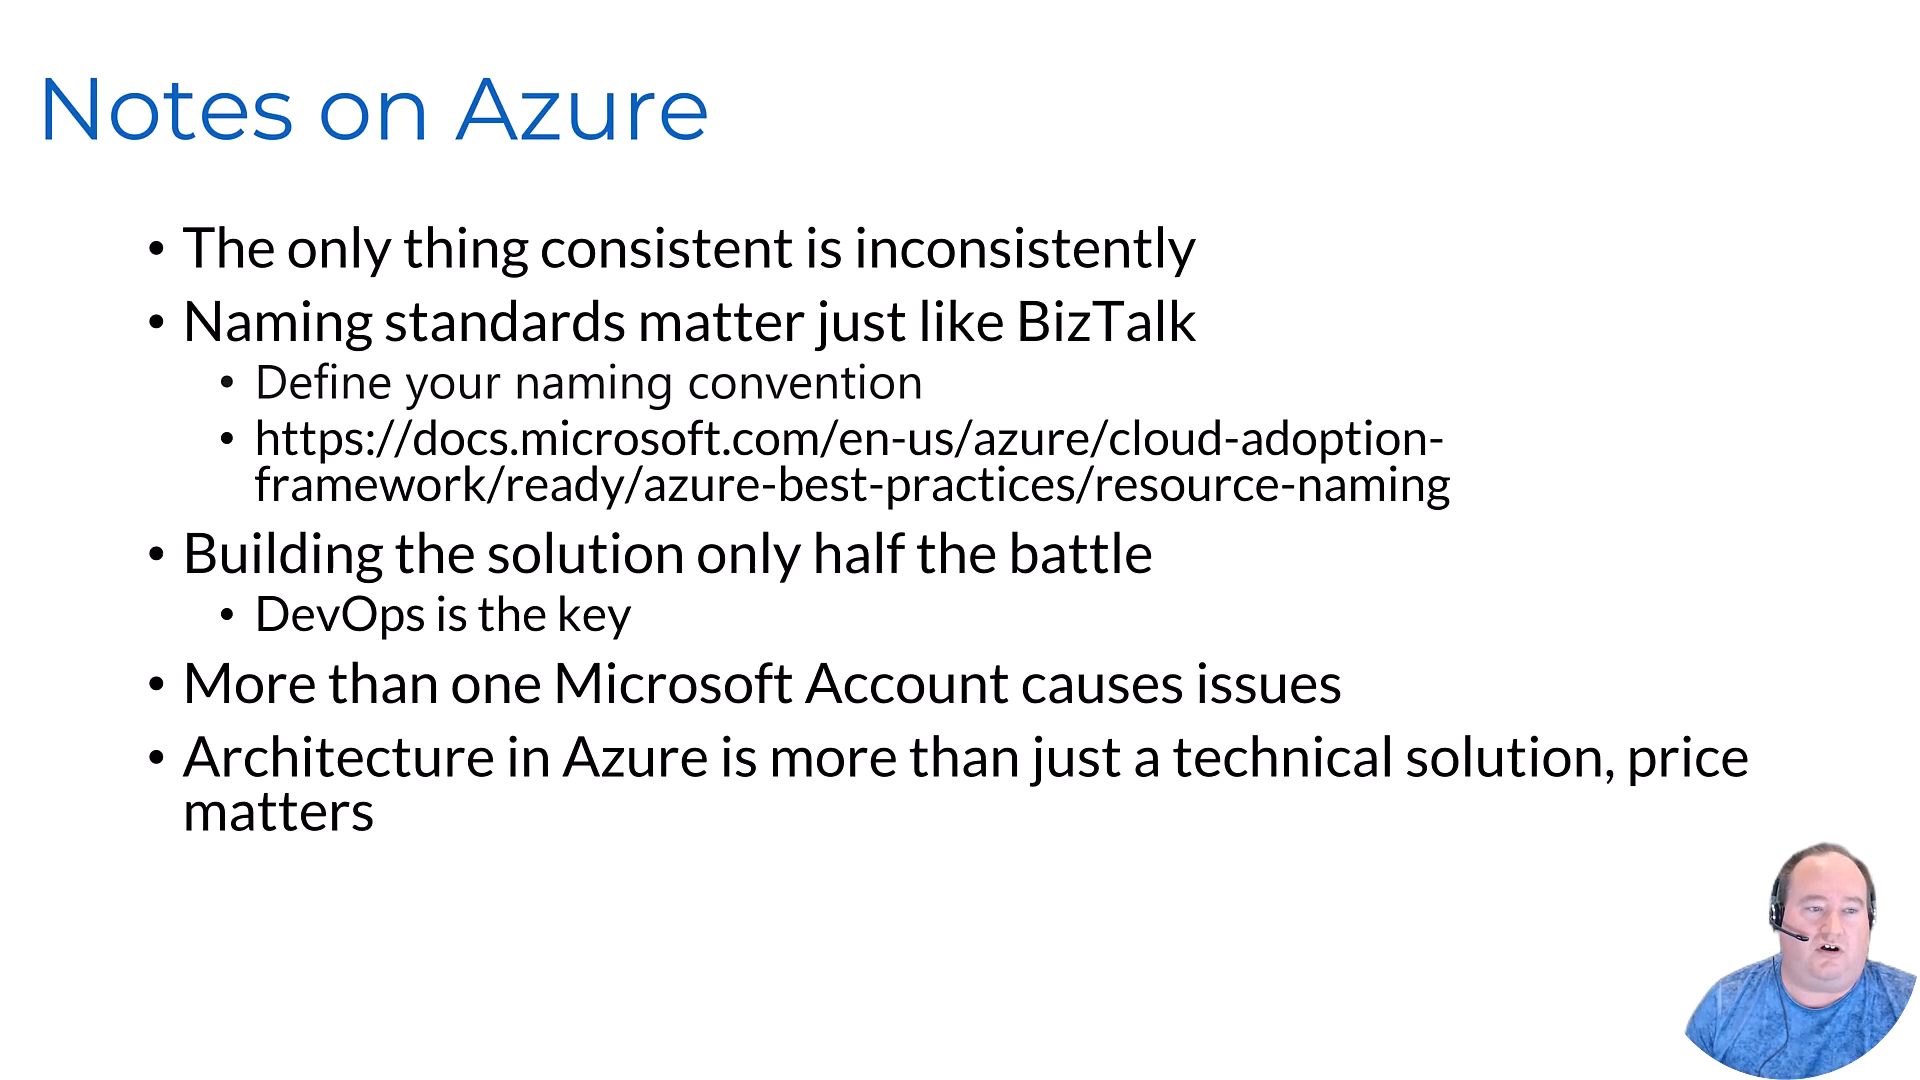 Notes on Azure
• The only thing consistent is inconsistently
• Naming standards matter just like BizTalk
• Define your naming convention
• https://docs.microsoft.com/en-us/azure/cloud-adoption-
framework/ready/azure-best-practices/resource-naming
• Building the solution only half the battle
• DevOps is the key
• More than one Microsoft Account causes issues
• Architecture in Azure is more than just a technical solution, price
matters